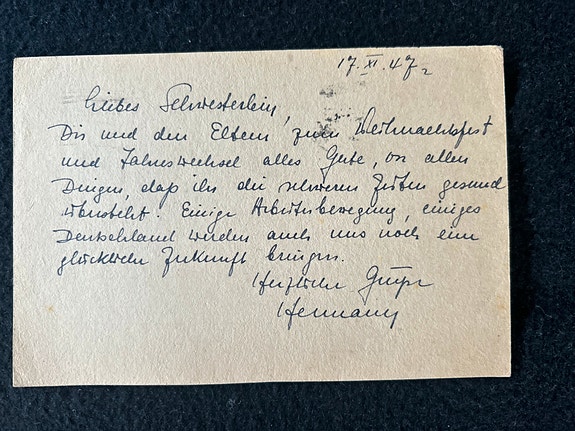 17. XI. 47
Liebes Schwesterlein,
Dir und den Eltern zum Weihnachtsfest
und Jahreswechsel alles Gute, vor allen
Dingen, daß ihr die schweren Zeiten gesund
übersteht. Einige Arbeiterbewegung, einiges
Deutschland werden auch uns noch eine
glückliche Zukunft bringen.
Herzliche Grüße
Hermann